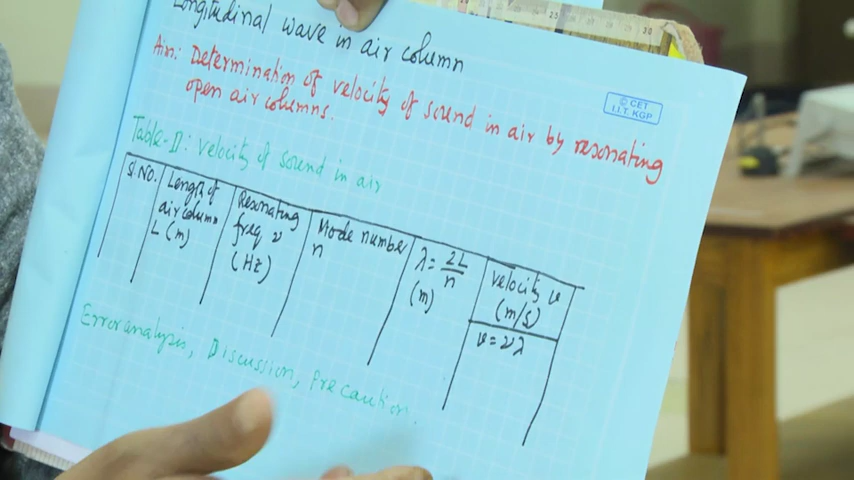 Longitudinal wave in air column
Aim: Determination of velocity of sound in air by resonating
open air columns.
© CET
I.I.T. KGP
Table-II: velocity of sound in air
Sl.NO.
Length of
air column
L (m)
Resonating
freq ν
(Hz)
Mode number
n
λ = 2L/n
(m)
velocity v
(m/s)
v = νλ
Error analysis, Discussion, Precaution.